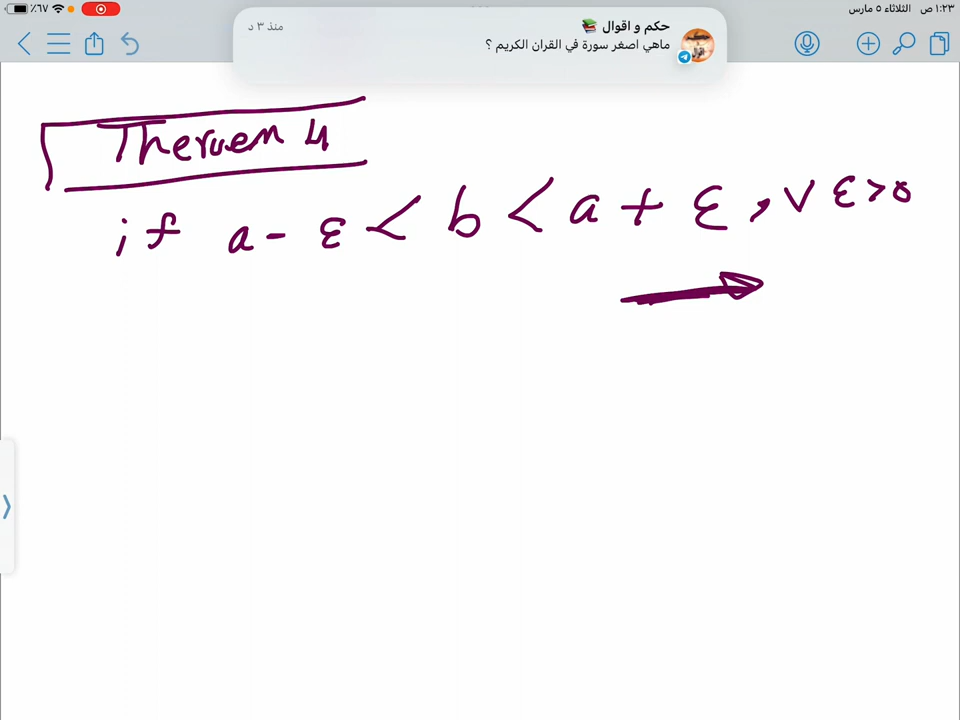 ١:٢٣ ص الثلاثاء ٥ مارس
٪٦٧
حكم و اقوال 📚
منذ ٣ د
ماهي اصغر سورة في القران الكريم ؟
Theruem 4
if a - ε < b < a + ε , ∀ ε > 0